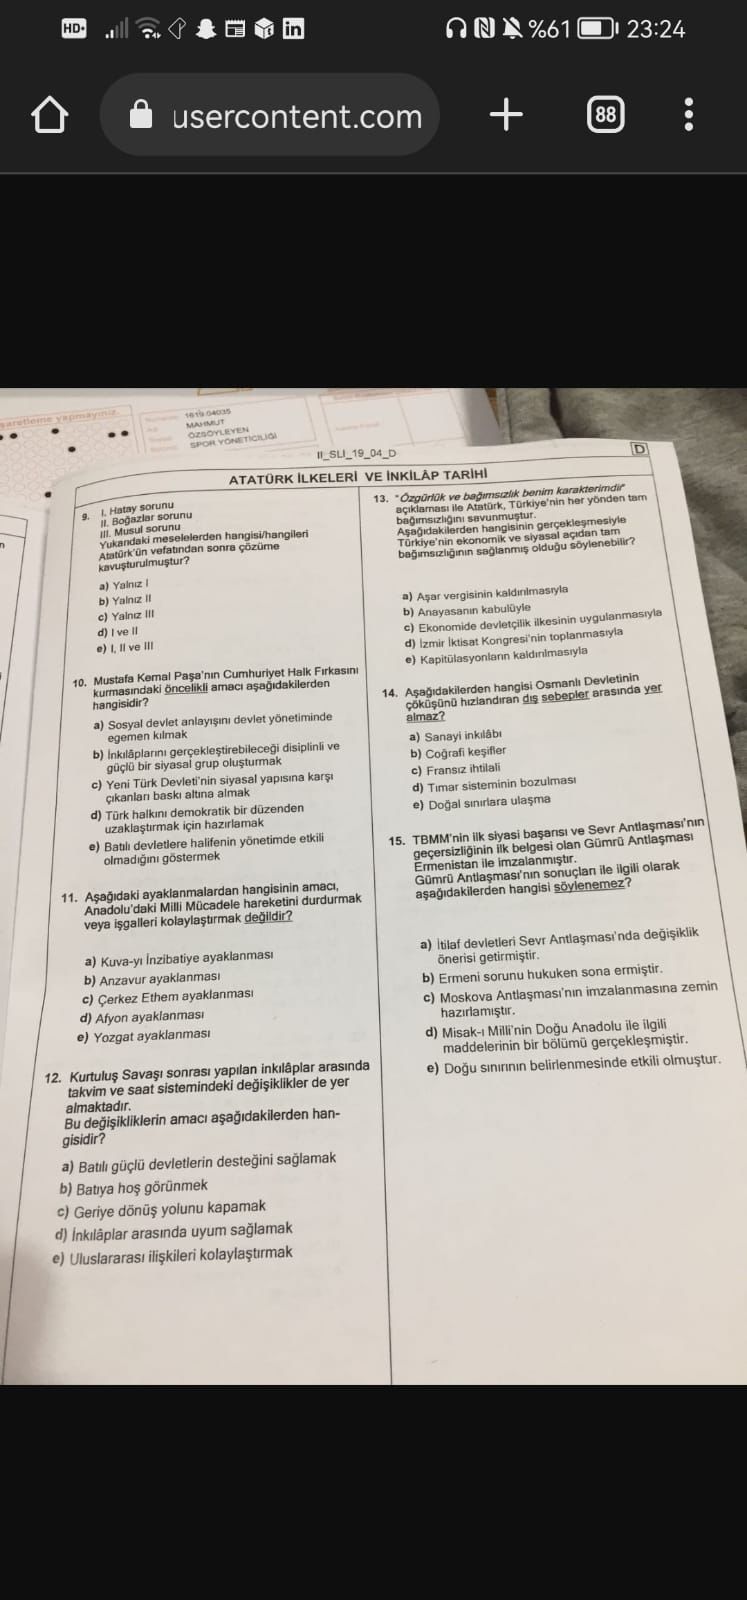 HD+
%61
23:24
usercontent.com
88
aretleme yapmayınız.
1619.04035
MAHMUT
ÖZSÖYLEYEN
SPOR YÖNETİCİLİĞİ
II_SLI_19_04_D
D
ATATÜRK İLKELERİ VE İNKİLÂP TARİHİ
9. I. Hatay sorunu
II. Boğazlar sorunu
III. Musul sorunu
Yukarıdaki meselelerden hangisi/hangileri
Atatürk'ün vefatından sonra çözüme
kavuşturulmuştur?
a) Yalnız I
b) Yalnız II
c) Yalnız III
d) I ve II
e) I, II ve III
10. Mustafa Kemal Paşa'nın Cumhuriyet Halk Fırkasını
kurmasındaki öncelikli amacı aşağıdakilerden
hangisidir?
a) Sosyal devlet anlayışını devlet yönetiminde
egemen kılmak
b) İnkılâplarını gerçekleştirebileceği disiplinli ve
güçlü bir siyasal grup oluşturmak
c) Yeni Türk Devleti'nin siyasal yapısına karşı
çıkanları baskı altına almak
d) Türk halkını demokratik bir düzenden
uzaklaştırmak için hazırlamak
e) Batılı devletlere halifenin yönetimde etkili
olmadığını göstermek
11. Aşağıdaki ayaklanmalardan hangisinin amacı,
Anadolu'daki Milli Mücadele hareketini durdurmak
veya işgalleri kolaylaştırmak değildir?
a) Kuva-yı İnzibatiye ayaklanması
b) Anzavur ayaklanması
c) Çerkez Ethem ayaklanması
d) Afyon ayaklanması
e) Yozgat ayaklanması
12. Kurtuluş Savaşı sonrası yapılan inkılâplar arasında
takvim ve saat sistemindeki değişiklikler de yer
almaktadır.
Bu değişikliklerin amacı aşağıdakilerden han-
gisidir?
a) Batılı güçlü devletlerin desteğini sağlamak
b) Batıya hoş görünmek
c) Geriye dönüş yolunu kapamak
d) İnkılâplar arasında uyum sağlamak
e) Uluslararası ilişkileri kolaylaştırmak
13. "Özgürlük ve bağımsızlık benim karakterimdir"
açıklaması ile Atatürk, Türkiye'nin her yönden tam
bağımsızlığını savunmuştur.
Aşağıdakilerden hangisinin gerçekleşmesiyle
Türkiye'nin ekonomik ve siyasal açıdan tam
bağımsızlığının sağlanmış olduğu söylenebilir?
a) Aşar vergisinin kaldırılmasıyla
b) Anayasanın kabulüyle
c) Ekonomide devletçilik ilkesinin uygulanmasıyla
d) İzmir İktisat Kongresi'nin toplanmasıyla
e) Kapitülasyonların kaldırılmasıyla
14. Aşağıdakilerden hangisi Osmanlı Devletinin
çöküşünü hızlandıran dış sebepler arasında yer
almaz?
a) Sanayi inkılâbı
b) Coğrafi keşifler
c) Fransız ihtilali
d) Tımar sisteminin bozulması
e) Doğal sınırlara ulaşma
15. TBMM'nin ilk siyasi başarısı ve Sevr Antlaşması'nın
geçersizliğinin ilk belgesi olan Gümrü Antlaşması
Ermenistan ile imzalanmıştır.
Gümrü Antlaşması'nın sonuçları ile ilgili olarak
aşağıdakilerden hangisi söylenemez?
a) İtilaf devletleri Sevr Antlaşması'nda değişiklik
önerisi getirmiştir.
b) Ermeni sorunu hukuken sona ermiştir.
c) Moskova Antlaşması'nın imzalanmasına zemin
hazırlamıştır.
d) Misak-ı Milli'nin Doğu Anadolu ile ilgili
maddelerinin bir bölümü gerçekleşmiştir.
e) Doğu sınırının belirlenmesinde etkili olmuştur.